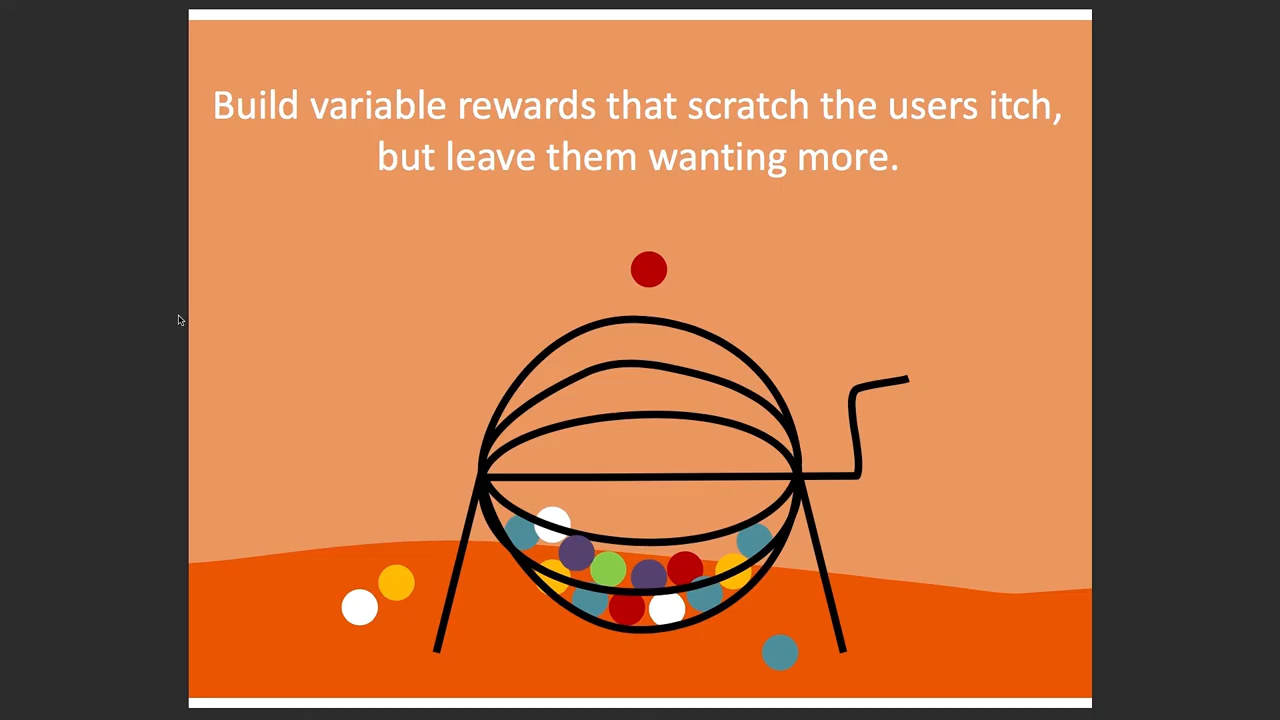 Build variable rewards that scratch the users itch,
but leave them wanting more.